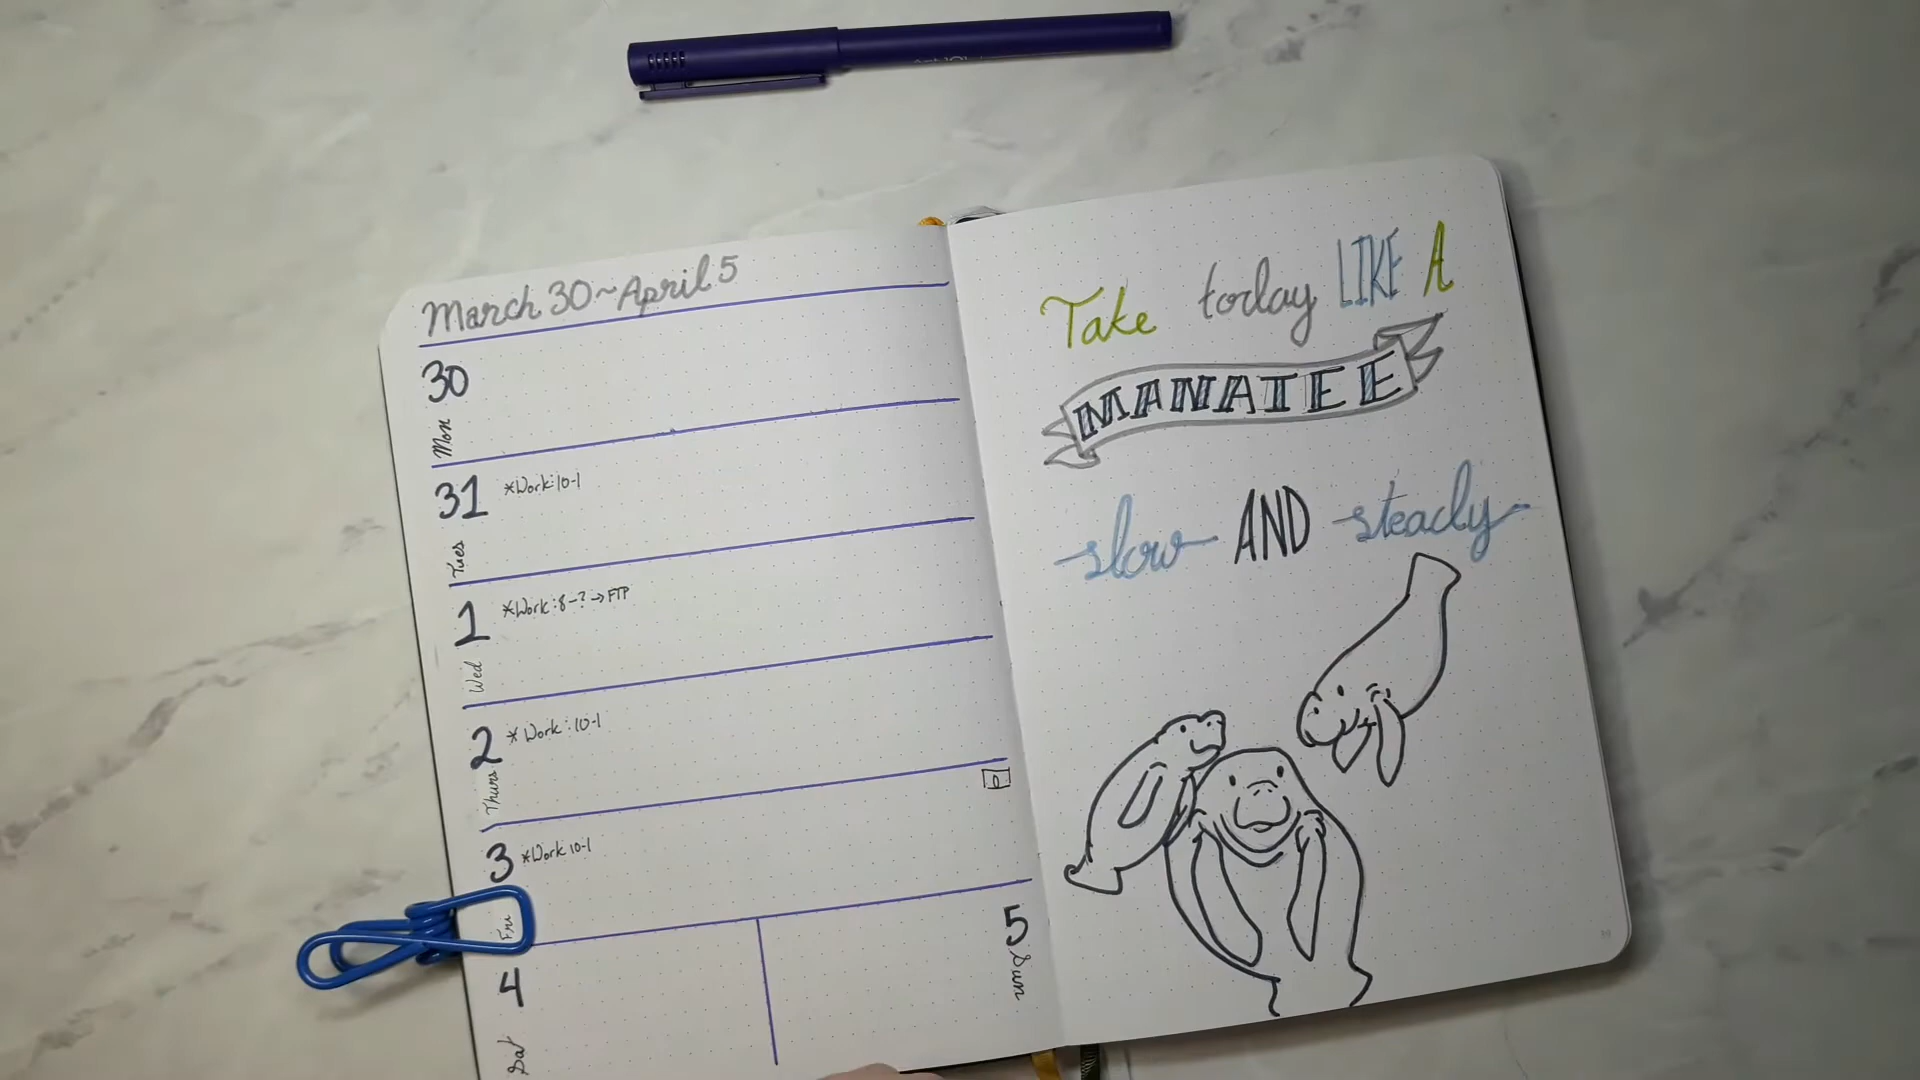 March 30~April 5
30
Mon
31
*Work: 10-1
Tues
1
*Work: 8-? → FTP
Wed
2
* Work: 10-1
Thurs
3
*Work 10-1
Fri
4
Sat
5
Sun
Take today LIKE A
MANATEE
slow AND steady